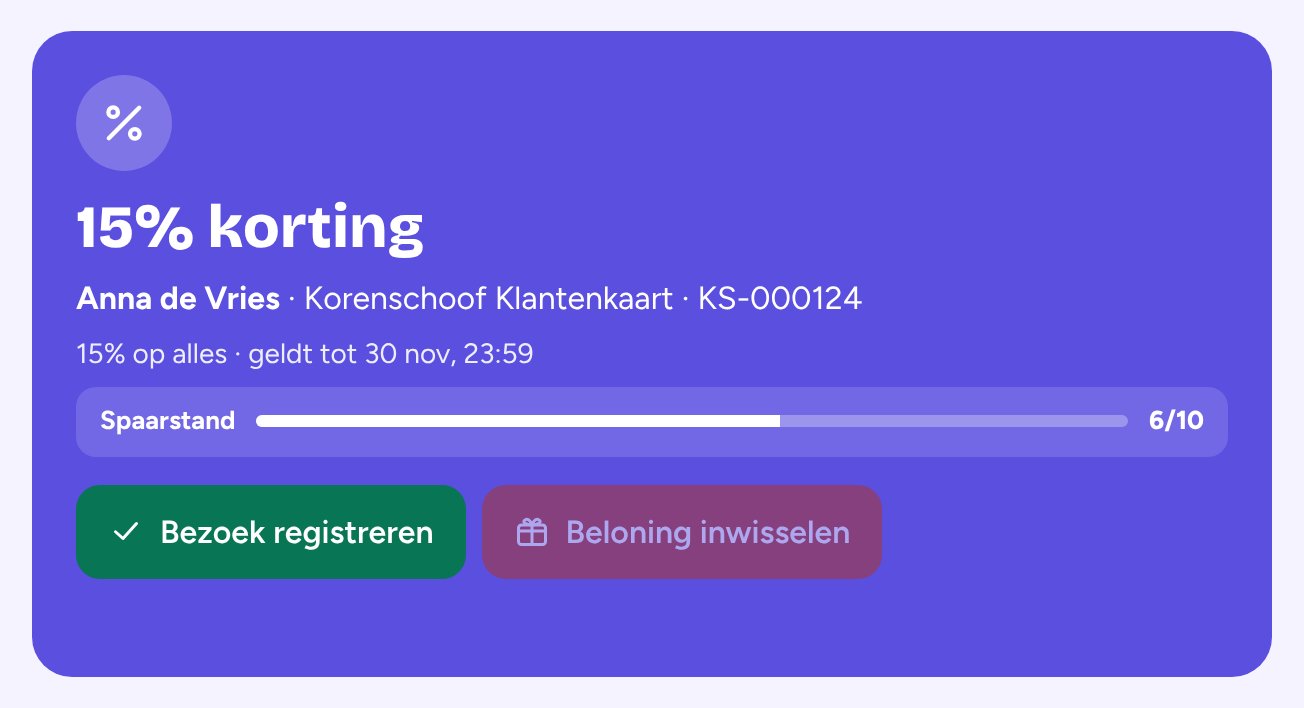 %
15% korting
Anna de Vries · Korenschoof Klantenkaart · KS-000124
15% op alles · geldt tot 30 nov, 23:59
Spaarstand 6/10
Bezoek registreren Beloning inwisselen